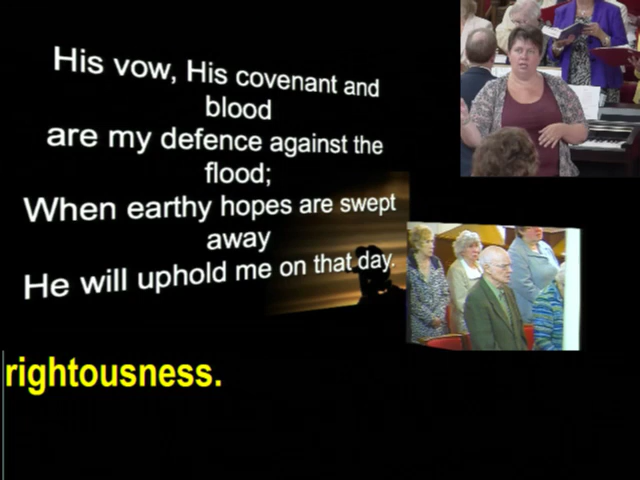 His vow, His covenant and
blood
are my defence against the
flood;
When earthy hopes are swept
away
He will uphold me on that day.
rightousness.